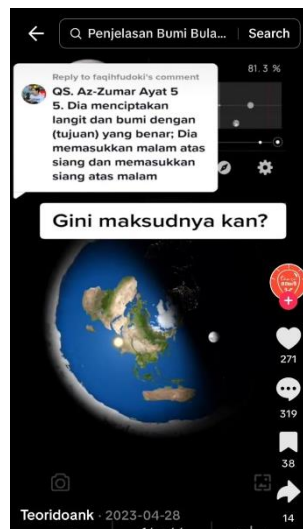 Penjelasan Bumi Bula...
Search
Reply to faqihfudoki's comment
81.3 %
QS. Az-Zumar Ayat 5
5. Dia menciptakan
langit dan bumi dengan
(tujuan) yang benar; Dia
memasukkan malam atas
siang dan memasukkan
siang atas malam
Gini maksudnya kan?
271
319
38
14
Teoridoank · 2023-04-28